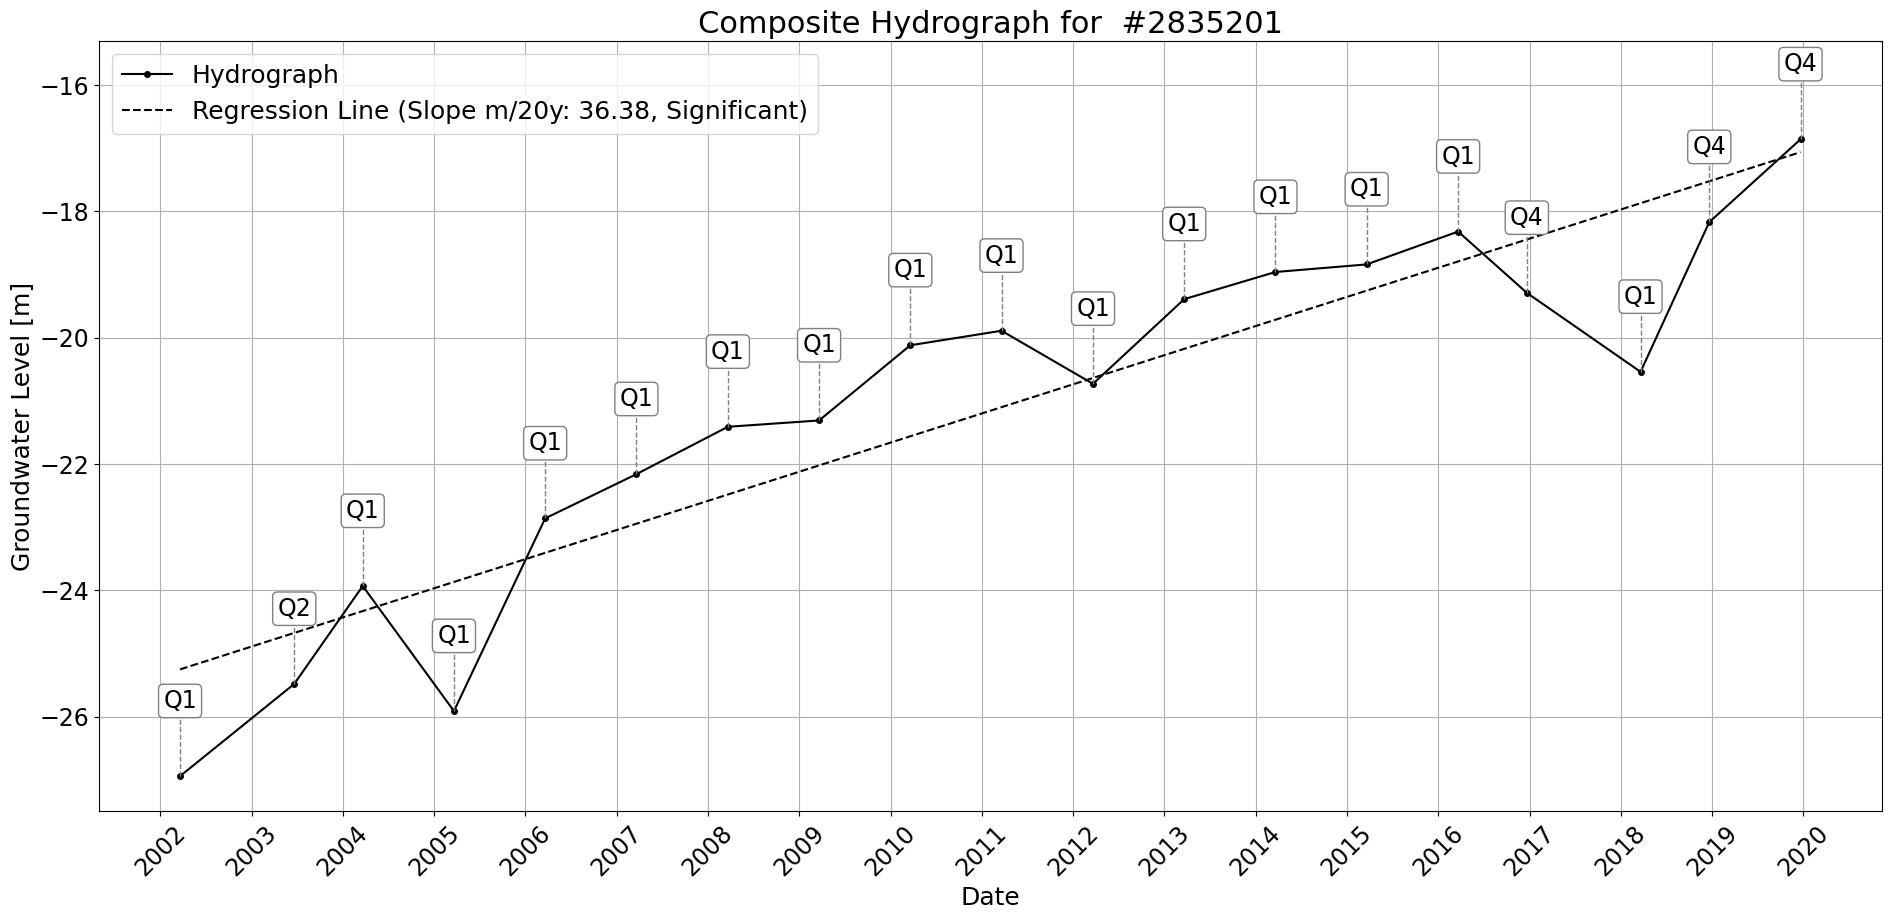 Composite Hydrograph for  #2835201
Hydrograph
Regression Line (Slope m/20y: 36.38, Significant)
Groundwater Level [m]
−16
−18
−20
−22
−24
−26
Q1
Q2
Q1
Q1
Q1
Q1
Q1
Q1
Q1
Q1
Q1
Q1
Q1
Q1
Q1
Q4
Q1
Q4
Q4
2002
2003
2004
2005
2006
2007
2008
2009
2010
2011
2012
2013
2014
2015
2016
2017
2018
2019
2020
Date